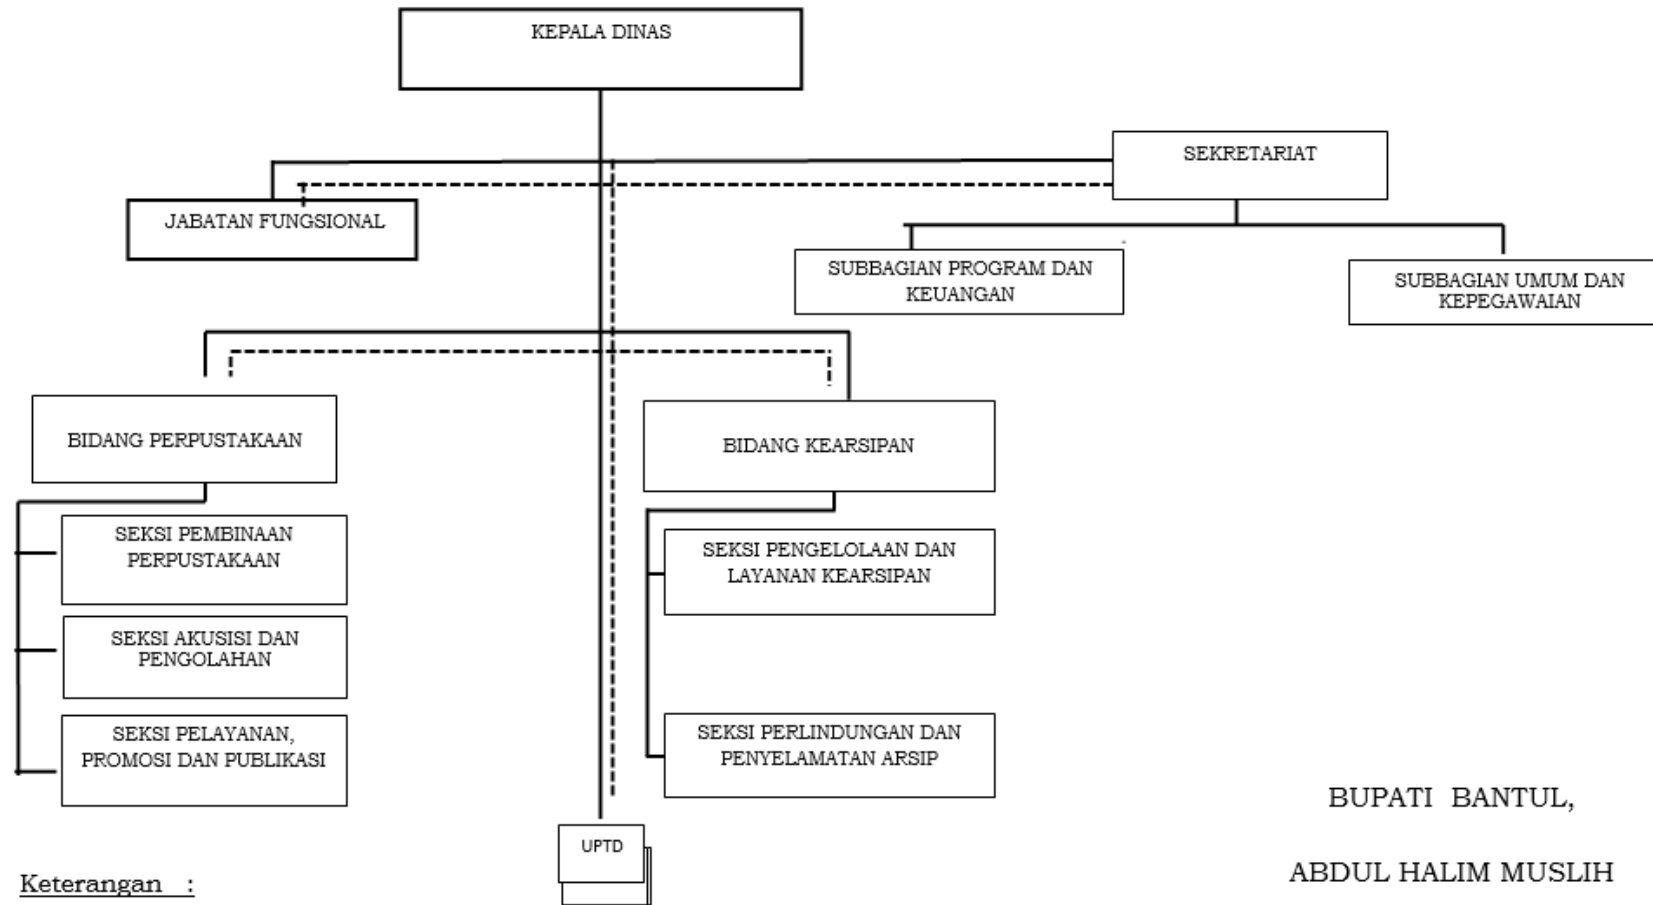 KEPALA DINAS
SEKRETARIAT
JABATAN FUNGSIONAL
SUBBAGIAN PROGRAM DAN
KEUANGAN
SUBBAGIAN UMUM DAN
KEPEGAWAIAN
BIDANG PERPUSTAKAAN
BIDANG KEARSIPAN
SEKSI PEMBINAAN
PERPUSTAKAAN
SEKSI AKUSISI DAN
PENGOLAHAN
SEKSI PELAYANAN,
PROMOSI DAN PUBLIKASI
SEKSI PENGELOLAAN DAN
LAYANAN KEARSIPAN
SEKSI PERLINDUNGAN DAN
PENYELAMATAN ARSIP
UPTD
BUPATI BANTUL,
ABDUL HALIM MUSLIH
Keterangan :